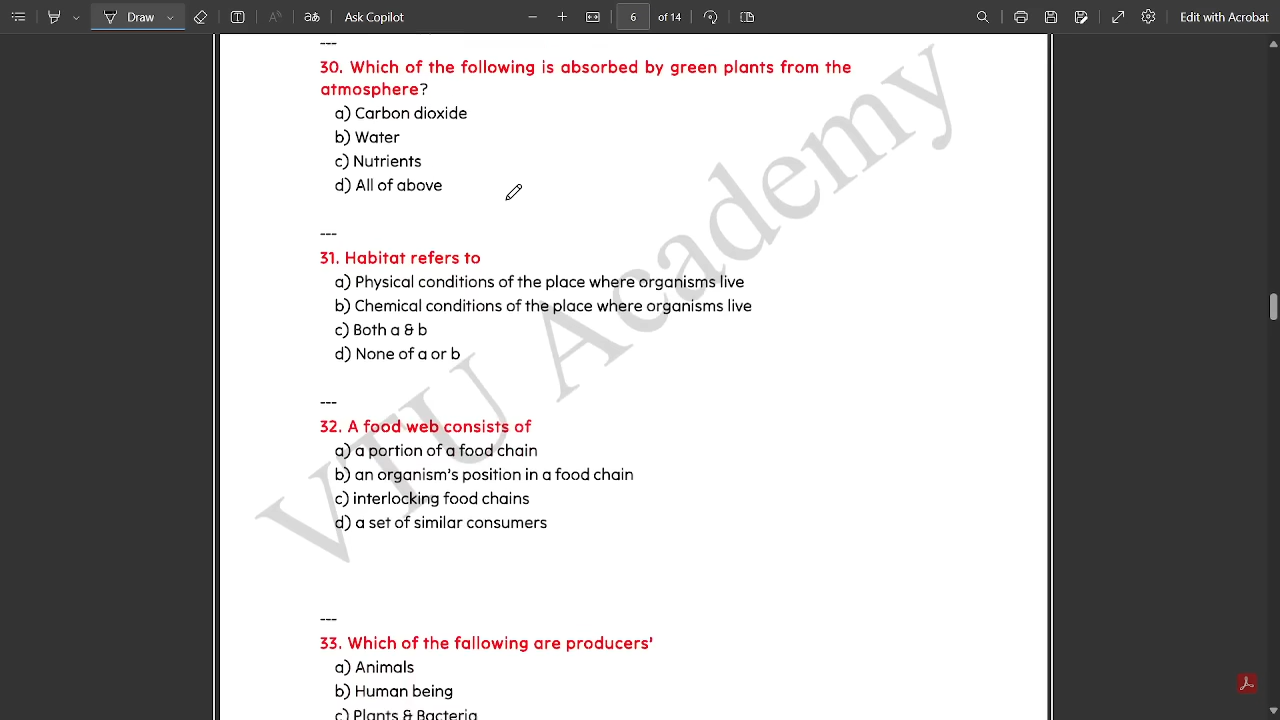 Draw
Ask Copilot
6 of 14
Edit with Acrobat
---
30. Which of the following is absorbed by green plants from the
atmosphere?
a) Carbon dioxide
b) Water
c) Nutrients
d) All of above
---
31. Habitat refers to
a) Physical conditions of the place where organisms live
b) Chemical conditions of the place where organisms live
c) Both a & b
d) None of a or b
---
32. A food web consists of
a) a portion of a food chain
b) an organism's position in a food chain
c) interlocking food chains
d) a set of similar consumers
---
33. Which of the fallowing are producers'
a) Animals
b) Human being
c) Plants & Bacteria
VTU Academy